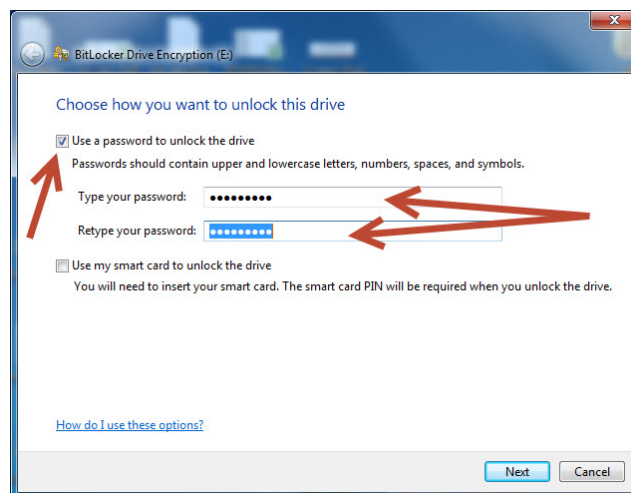 BitLocker Drive Encryption (E:)
Choose how you want to unlock this drive
Use a password to unlock the drive
Passwords should contain upper and lowercase letters, numbers, spaces, and symbols.
Type your password: •••••••••
Retype your password: •••••••••
Use my smart card to unlock the drive
You will need to insert your smart card. The smart card PIN will be required when you unlock the drive.
How do I use these options?
Next Cancel